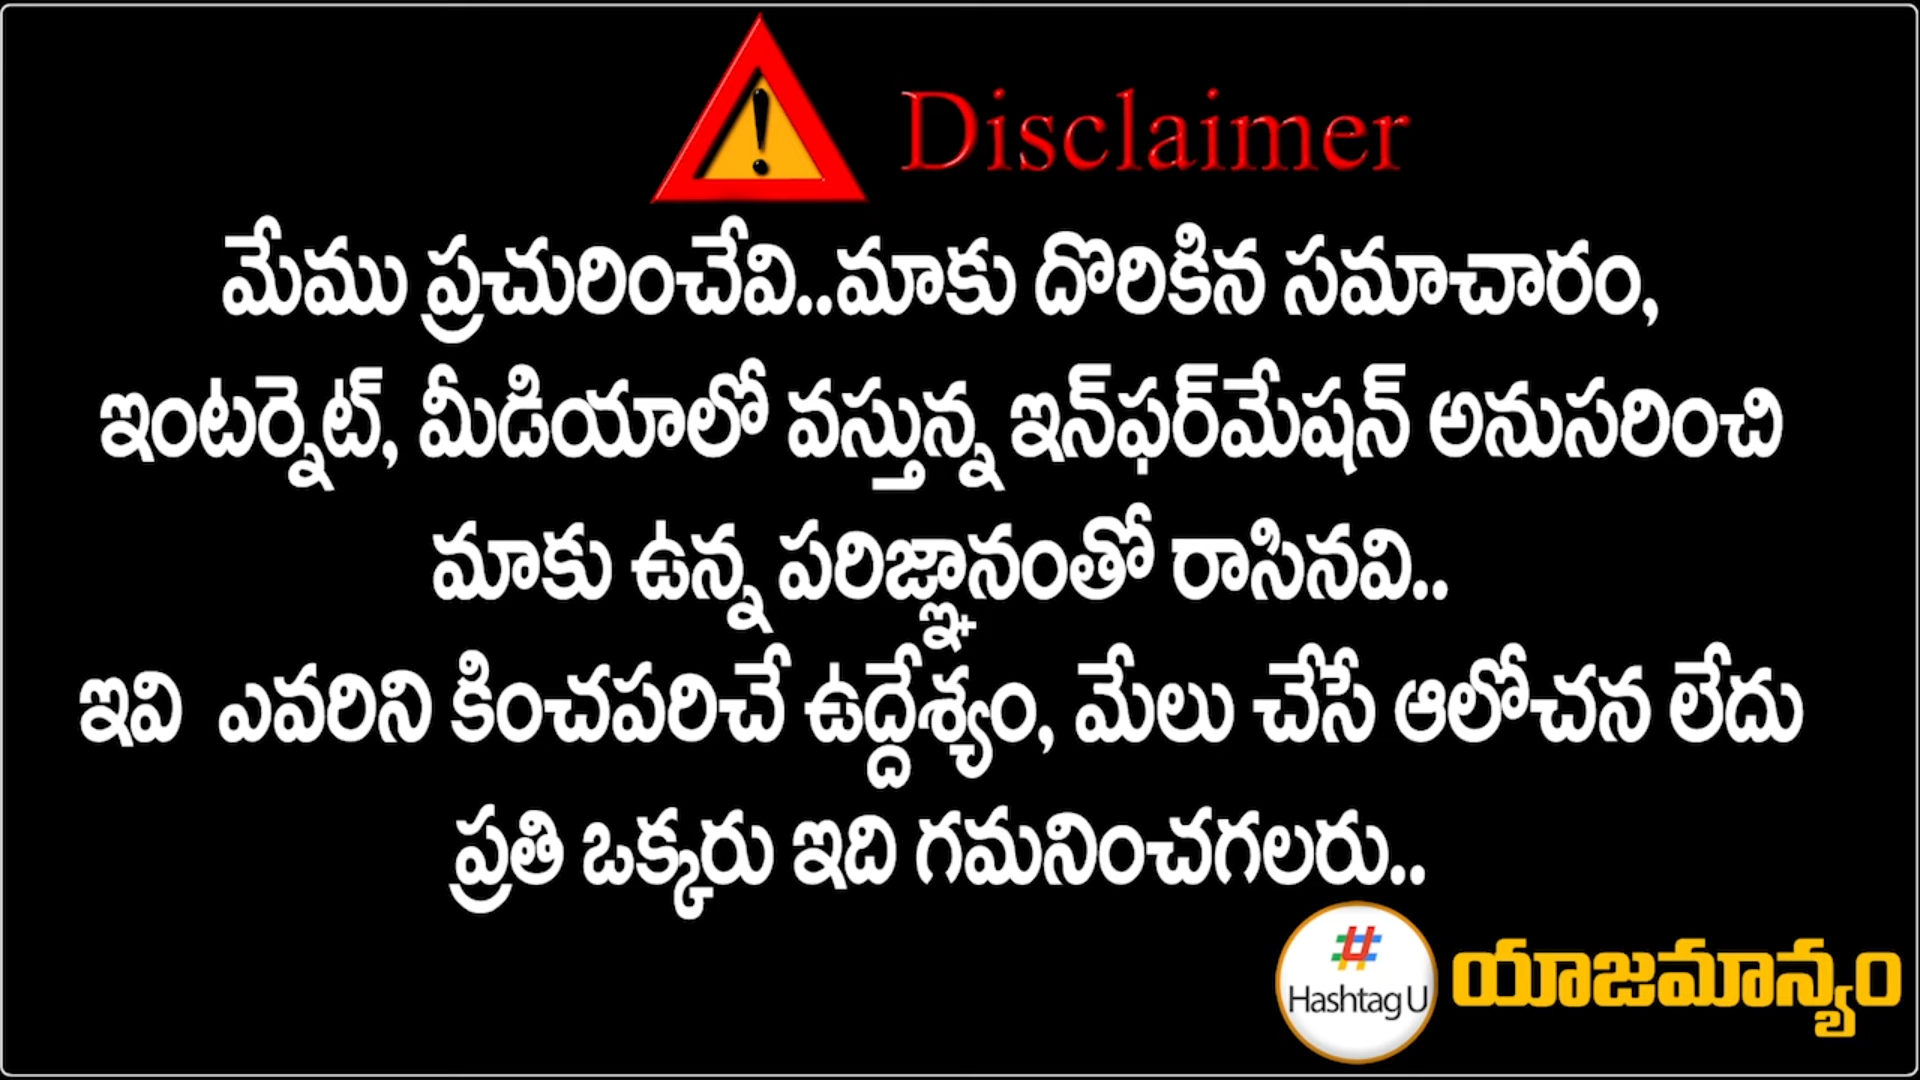 Disclaimer
మేము ప్రచురించేవి..మాకు దొరికిన సమాచారం,
ఇంటర్నెట్, మీడియాలో వస్తున్న ఇన్‌ఫర్‌మేషన్ అనుసరించి
మాకు ఉన్న పరిజ్ఞానంతో రాసినవి..
ఇవి ఎవరిని కించపరిచే ఉద్దేశ్యం, మేలు చేసే ఆలోచన లేదు
ప్రతి ఒక్కరు ఇది గమనించగలరు..
# Hashtag U యాజమాన్యం